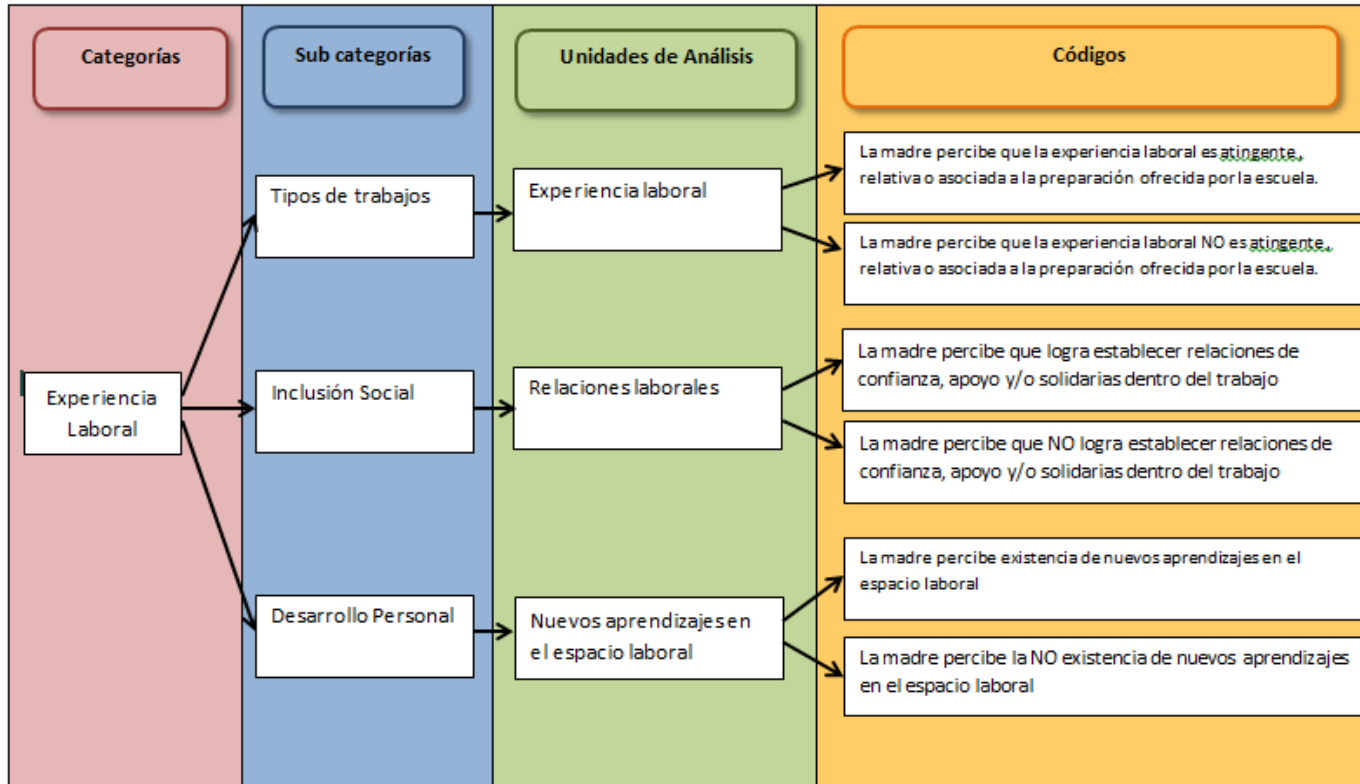 Categorías
Sub categorías
Unidades de Análisis
Códigos
Experiencia
Laboral
Tipos de trabajos
Experiencia laboral
La madre percibe que la experiencia laboral es atingente,
relativa o asociada a la preparación ofrecida por la escuela.
La madre percibe que la experiencia laboral NO es atingente,
relativa o asociada a la preparación ofrecida por la escuela.
Inclusión Social
Relaciones laborales
La madre percibe que logra establecer relaciones de
confianza, apoyo y/o solidarias dentro del trabajo
La madre percibe que NO logra establecer relaciones de
confianza, apoyo y/o solidarias dentro del trabajo
Desarrollo Personal
Nuevos aprendizajes en
el espacio laboral
La madre percibe existencia de nuevos aprendizajes en el
espacio laboral
La madre percibe la NO existencia de nuevos aprendizajes
en el espacio laboral